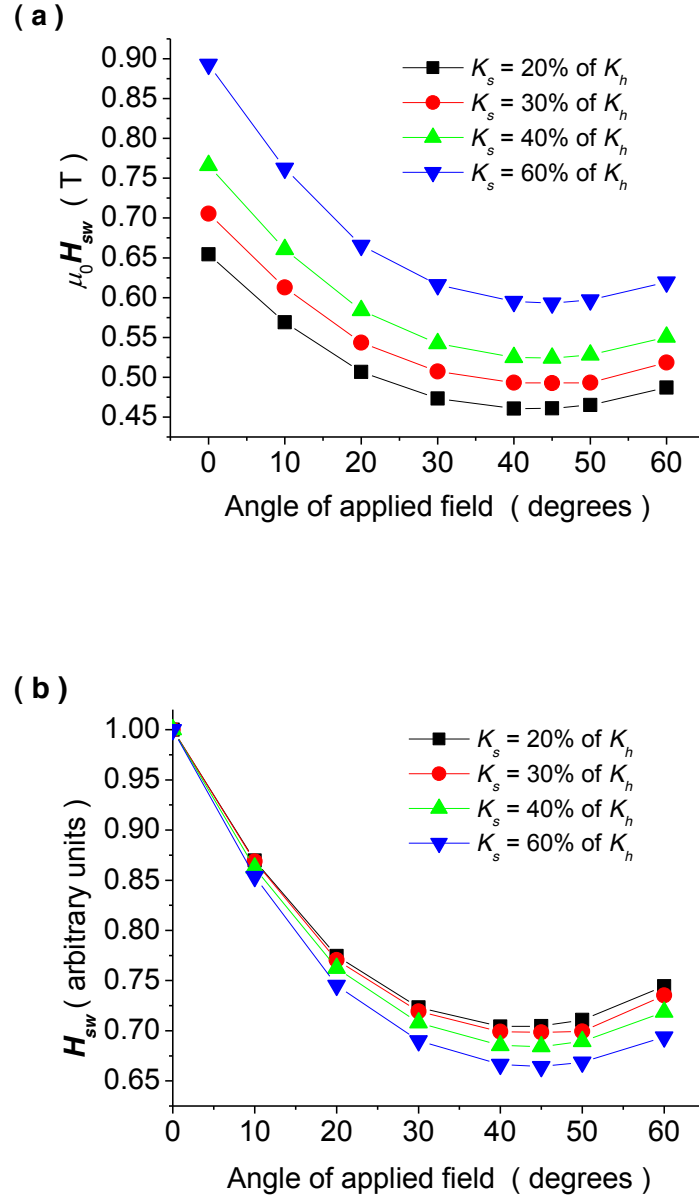 ( a )
0.90
0.85
0.80
0.75
0.70
0.65
0.60
0.55
0.50
0.45
μ₀Hsw ( T )
Ks = 20% of Kh
Ks = 30% of Kh
Ks = 40% of Kh
Ks = 60% of Kh
0 10 20 30 40 50 60
Angle of applied field ( degrees )
( b )
1.00
0.95
0.90
0.85
0.80
0.75
0.70
0.65
Hsw ( arbitrary units )
Ks = 20% of Kh
Ks = 30% of Kh
Ks = 40% of Kh
Ks = 60% of Kh
0 10 20 30 40 50 60
Angle of applied field ( degrees )